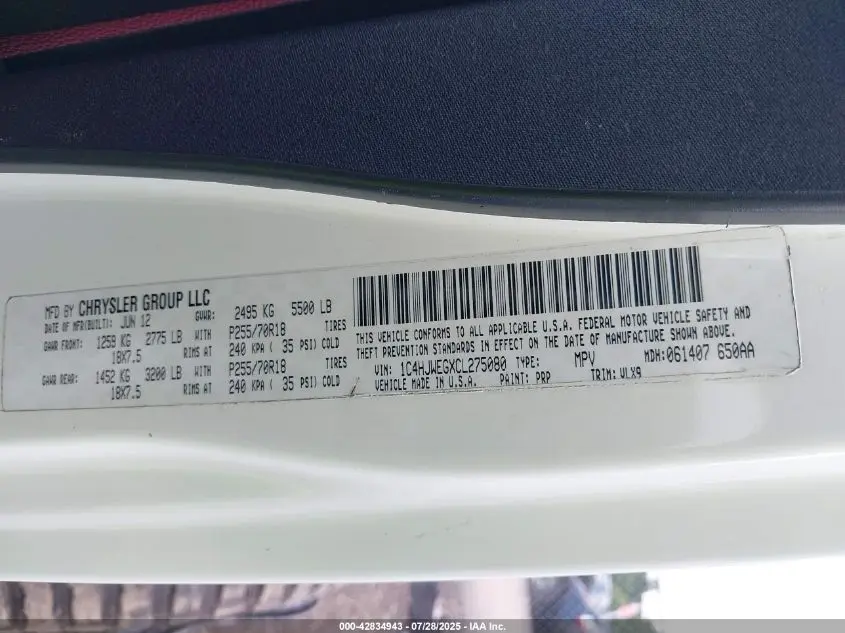 MFD BY CHRYSLER GROUP LLC
DATE OF MFR(BUILT): JUN 12 GVWR: 2495 KG 5500 LB
GAWR FRONT: 1259 KG 2775 LB WITH P255/70R18 TIRES
18X7.5 RIMS AT 240 KPA ( 35 PSI) COLD
GAWR REAR: 1452 KG 3200 LB WITH P255/70R18 TIRES
18X7.5 RIMS AT 240 KPA ( 35 PSI) COLD
THIS VEHICLE CONFORMS TO ALL APPLICABLE U.S.A. FEDERAL MOTOR VEHICLE SAFETY AND
THEFT PREVENTION STANDARDS IN EFFECT ON THE DATE OF MANUFACTURE SHOWN ABOVE.
VIN: 1C4HJWEGXCL275080 TYPE: MPV MDH:061407 650AA
VEHICLE MADE IN U.S.A. PAINT: PRP TRIM: VLX9
000-42834943 - 07/28/2025 - IAA Inc.